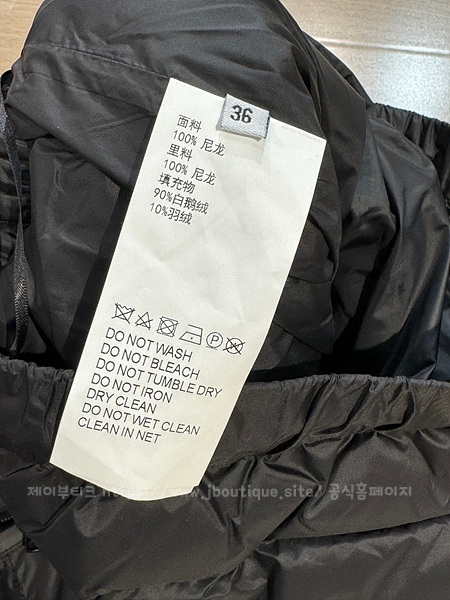 36
面料
100% 尼龙
里料
100% 尼龙
填充物
90%白鹅绒
10%羽绒
DO NOT WASH
DO NOT BLEACH
DO NOT TUMBLE DRY
DO NOT IRON
DRY CLEAN
DO NOT WET CLEAN
CLEAN IN NET
제이부티크 https://www.jboutique.site/ 공식홈페이지